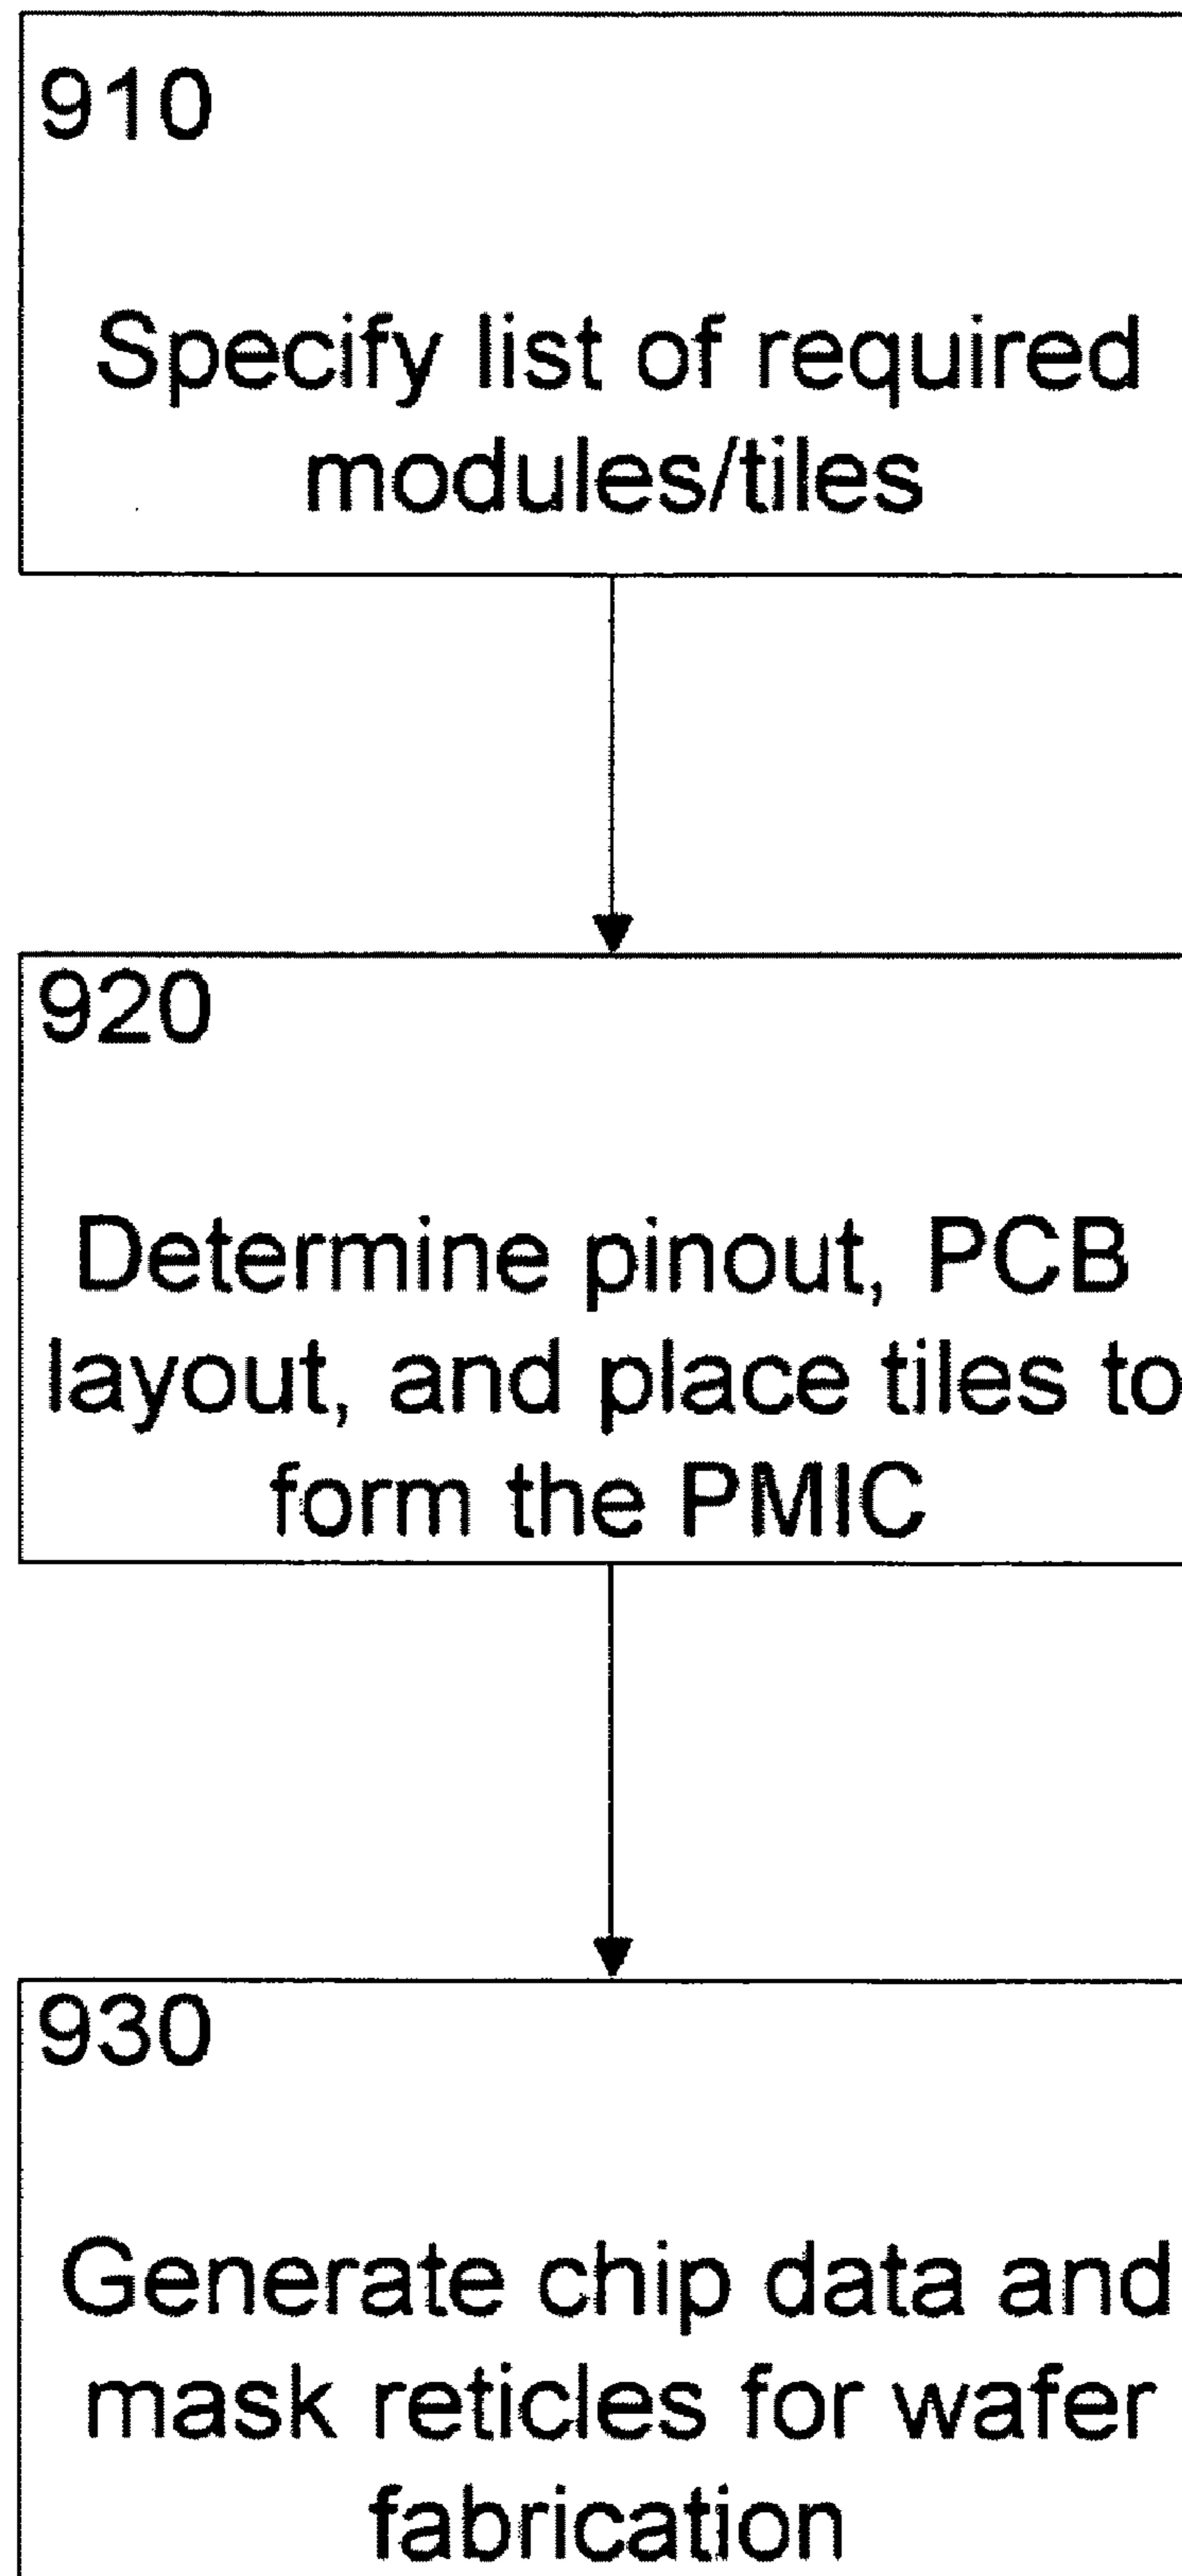 910
Specify list of required
modules/tiles
920
Determine pinout, PCB
layout, and place tiles to
form the PMIC
930
Generate chip data and
mask reticles for wafer
fabrication